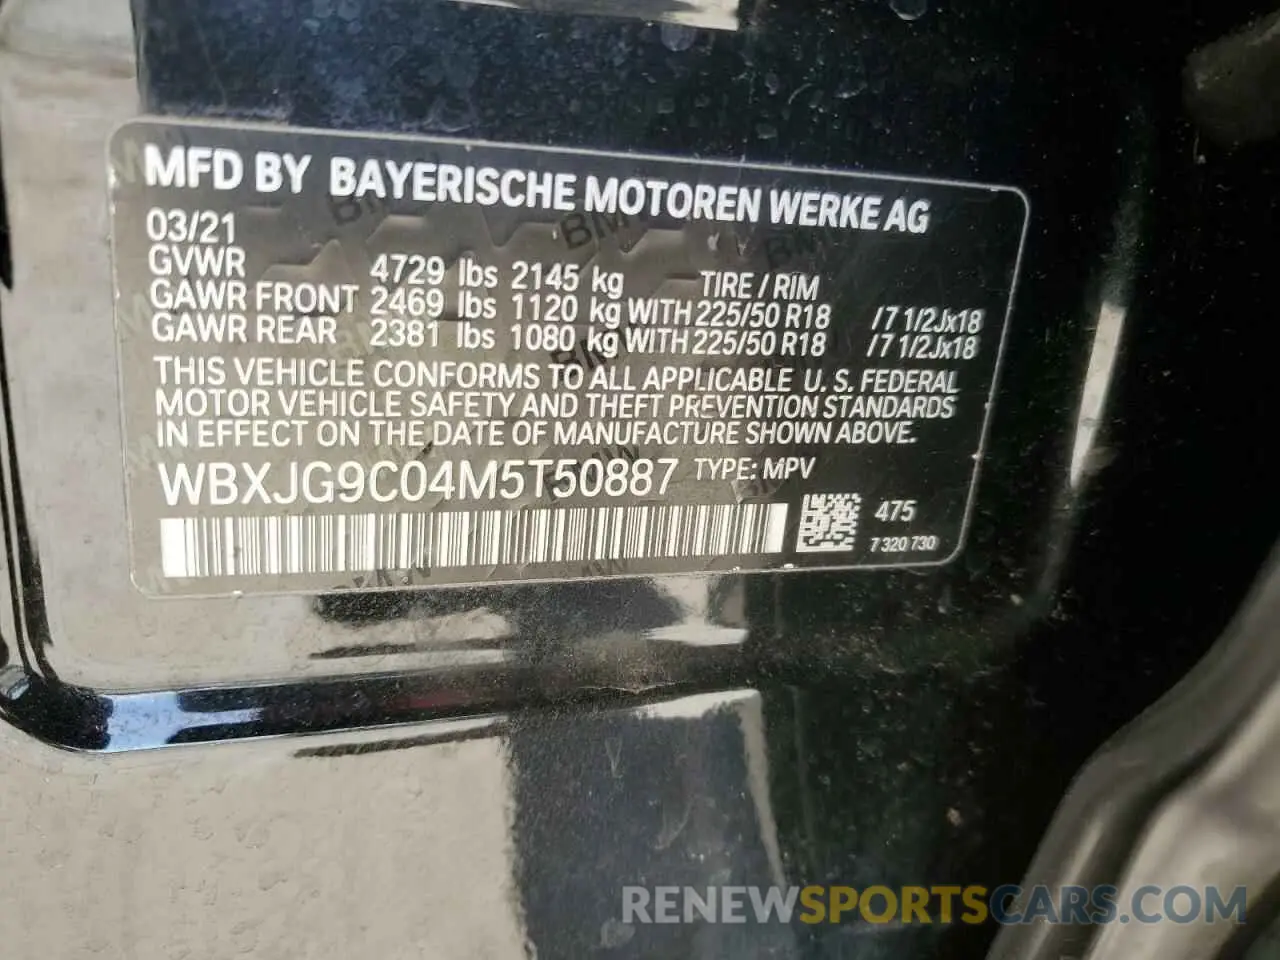 MFD BY BAYERISCHE MOTOREN WERKE AG
03/21
GVWR 4729 lbs 2145 kg TIRE / RIM
GAWR FRONT 2469 lbs 1120 kg WITH 225/50 R18 /7 1/2Jx18
GAWR REAR 2381 lbs 1080 kg WITH 225/50 R18 /7 1/2Jx18
THIS VEHICLE CONFORMS TO ALL APPLICABLE U. S. FEDERAL
MOTOR VEHICLE SAFETY AND THEFT PREVENTION STANDARDS
IN EFFECT ON THE DATE OF MANUFACTURE SHOWN ABOVE.
WBXJG9C04M5T50887 TYPE: MPV
475
7 320 730
RENEWSPORTSCARS.COM